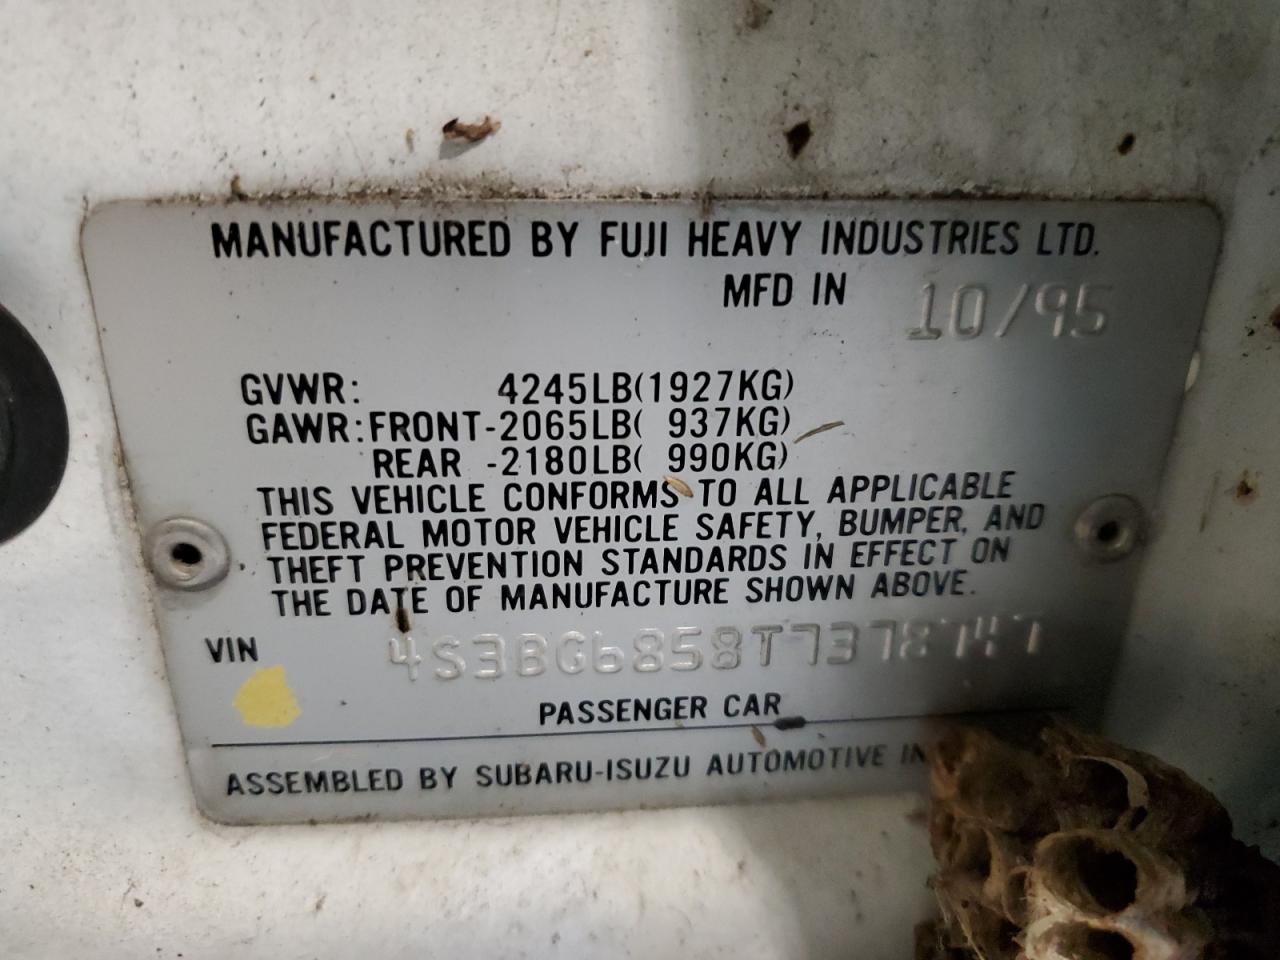 MANUFACTURED BY FUJI HEAVY INDUSTRIES LTD.
MFD IN 10/95
GVWR: 4245LB(1927KG)
GAWR:FRONT-2065LB( 937KG)
REAR -2180LB( 990KG)
THIS VEHICLE CONFORMS TO ALL APPLICABLE
FEDERAL MOTOR VEHICLE SAFETY, BUMPER, AND
THEFT PREVENTION STANDARDS IN EFFECT ON
THE DATE OF MANUFACTURE SHOWN ABOVE.
VIN 4S3BG6858T7378747
PASSENGER CAR
ASSEMBLED BY SUBARU-ISUZU AUTOMOTIVE IN